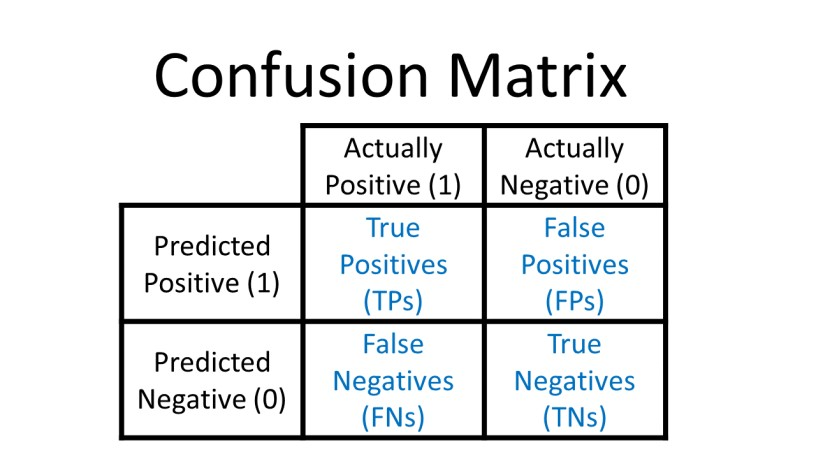 Confusion Matrix
Actually
Positive (1)
Actually
Negative (0)
Predicted
Positive (1)
True
Positives
(TPs)
False
Positives
(FPs)
Predicted
Negative (0)
False
Negatives
(FNs)
True
Negatives
(TNs)